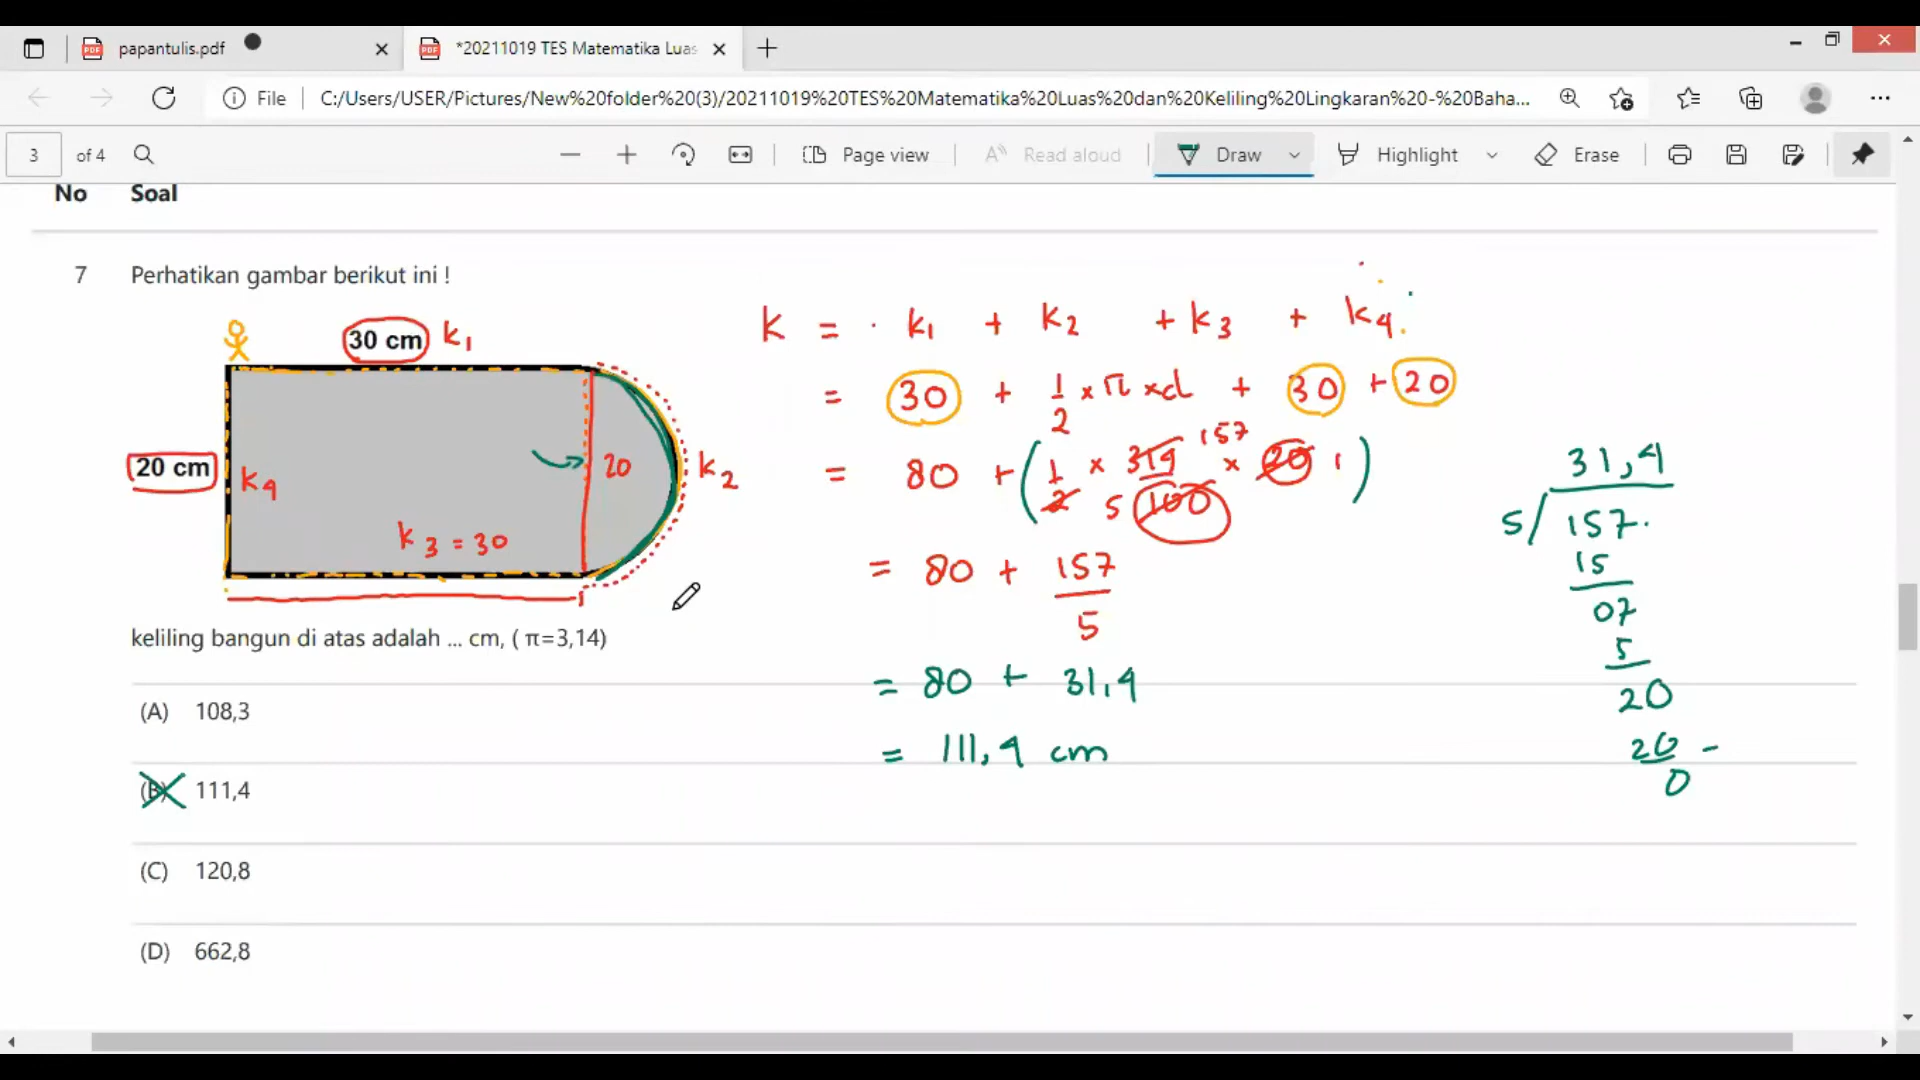 papantulis.pdf
*20211019 TES Matematika Luas
File
C:/Users/USER/Pictures/New%20folder%20(3)/20211019%20TES%20Matematika%20Luas%20dan%20Keliling%20Lingkaran%20-%20Baha...
3 of 4
Page view
Read aloud
Draw
Highlight
Erase
No Soal
7 Perhatikan gambar berikut ini !
30 cm k1
20 cm
k4
20
k2
k3 = 30
keliling bangun di atas adalah ... cm, ( π=3,14)
(A) 108,3
(B) 111,4
(C) 120,8
(D) 662,8
K = k1 + k2 + k3 + k4
= 30 + 1/2 × π × d + 30 + 20
= 80 + ( 1/2 × 314/100 × 20 )
157
5
1
= 80 + 157/5
= 80 + 31,4
= 111,4 cm
31,4
5 / 157
15
07
5
20
20 -
0